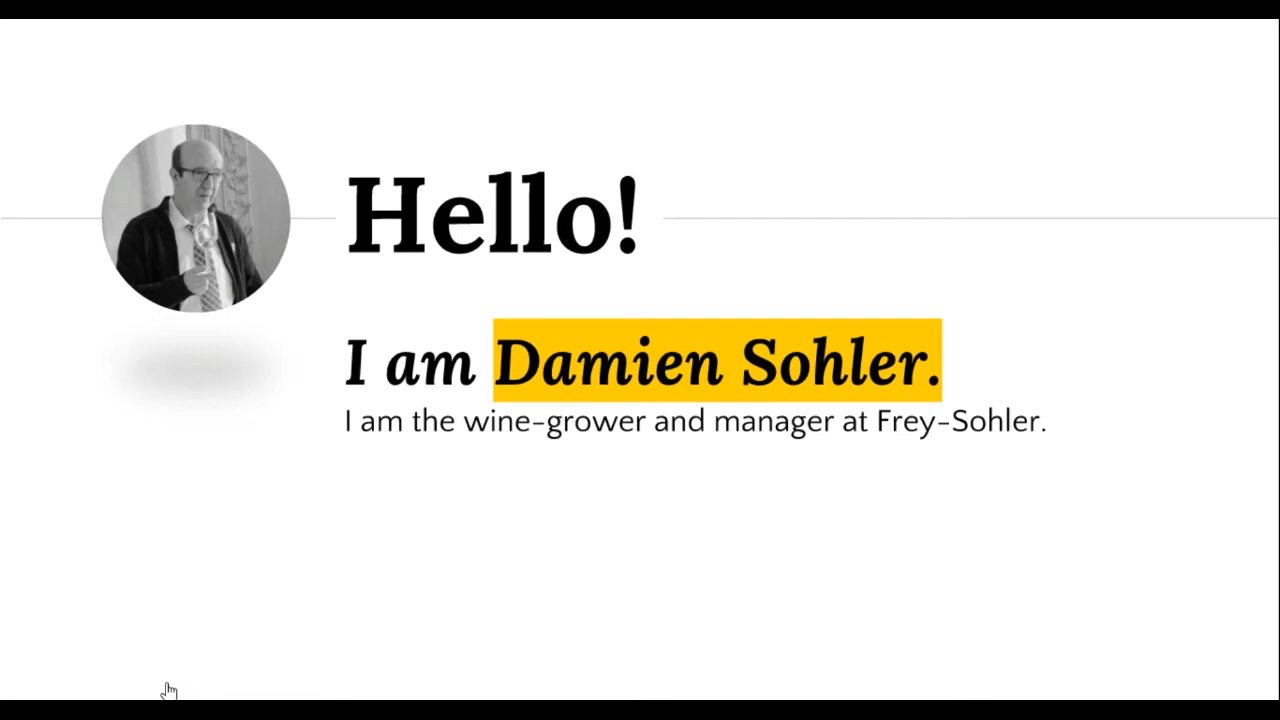 Hello!
I am Damien Sohler.
I am the wine-grower and manager at Frey-Sohler.